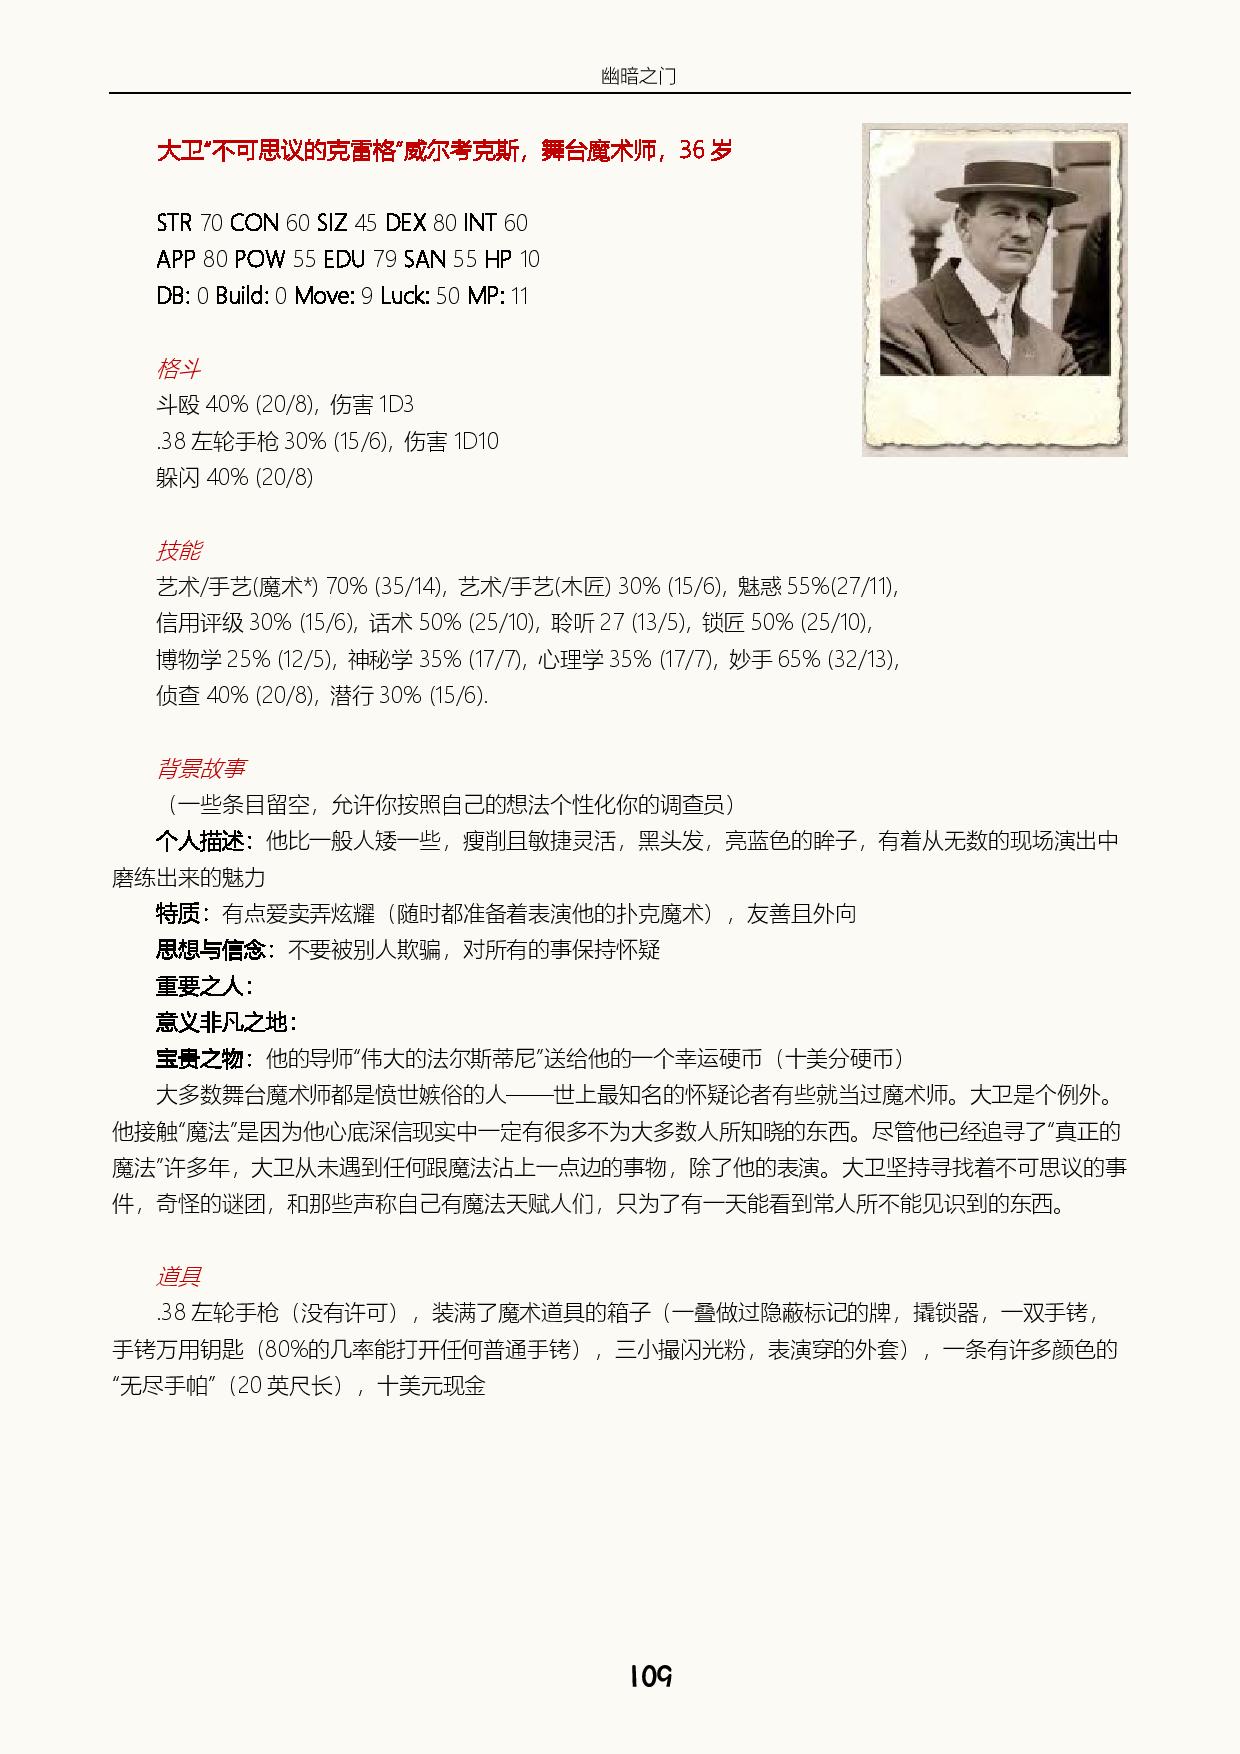 幽暗之门
大卫“不可思议的克雷格”威尔考克斯，舞台魔术师，36 岁
STR 70 CON 60 SIZ 45 DEX 80 INT 60
APP 80 POW 55 EDU 79 SAN 55 HP 10
DB: 0 Build: 0 Move: 9 Luck: 50 MP: 11
格斗
斗殴 40% (20/8)，伤害 1D3
.38 左轮手枪 30% (15/6)，伤害 1D10
躲闪 40% (20/8)
技能
艺术/手艺(魔术*) 70% (35/14)，艺术/手艺(木匠) 30% (15/6)，魅惑 55%(27/11)，
信用评级 30% (15/6)，话术 50% (25/10)，聆听 27 (13/5)，锁匠 50% (25/10)，
博物学 25% (12/5)，神秘学 35% (17/7)，心理学 35% (17/7)，妙手 65% (32/13)，
侦查 40% (20/8)，潜行 30% (15/6).
背景故事
（一些条目留空，允许你按照自己的想法个性化你的调查员）
个人描述：他比一般人矮一些，瘦削且敏捷灵活，黑头发，亮蓝色的眸子，有着从无数的现场演出中
磨练出来的魅力
特质：有点爱卖弄炫耀（随时都准备着表演他的扑克魔术），友善且外向
思想与信念：不要被别人欺骗，对所有的事保持怀疑
重要之人：
意义非凡之地：
宝贵之物：他的导师“伟大的法尔斯蒂尼”送给他的一个幸运硬币（十美分硬币）
大多数舞台魔术师都是愤世嫉俗的人——世上最知名的怀疑论者有些就当过魔术师。大卫是个例外。
他接触“魔法”是因为他心底深信现实中一定有很多不为大多数人所知晓的东西。尽管他已经追寻了“真正的
魔法”许多年，大卫从未遇到任何跟魔法沾上一点边的事物，除了他的表演。大卫坚持寻找着不可思议的事
件，奇怪的谜团，和那些声称自己有魔法天赋人们，只为了有一天能看到常人所不能见识到的东西。
道具
.38 左轮手枪（没有许可），装满了魔术道具的箱子（一叠做过隐蔽标记的牌，撬锁器，一双手铐，
手铐万用钥匙（80%的几率能打开任何普通手铐），三小撮闪光粉，表演穿的外套），一条有许多颜色的
“无尽手帕”（20 英尺长），十美元现金
109